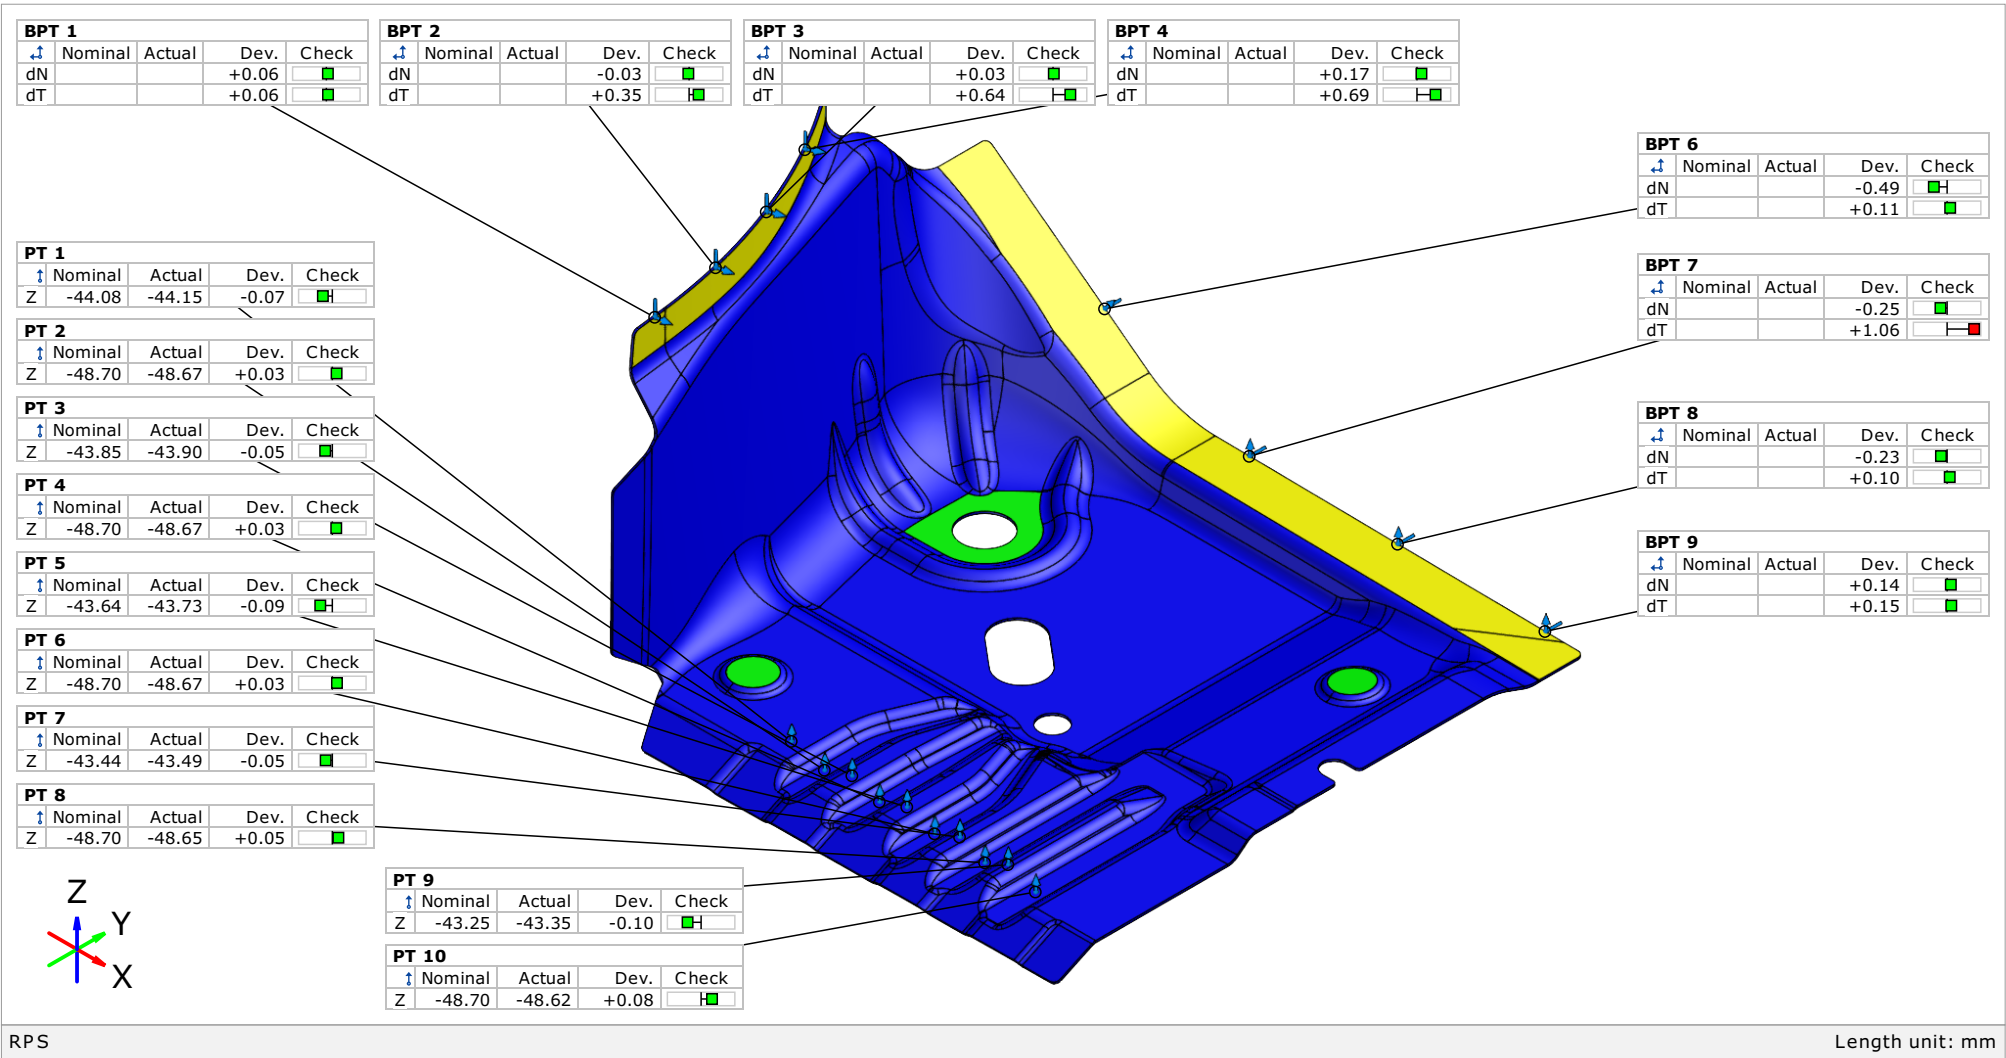 BPT 1
Nominal Actual Dev. Check
dN +0.06
dT +0.06
BPT 2
Nominal Actual Dev. Check
dN -0.03
dT +0.35
BPT 3
Nominal Actual Dev. Check
dN +0.03
dT +0.64
BPT 4
Nominal Actual Dev. Check
dN +0.17
dT +0.69
BPT 6
Nominal Actual Dev. Check
dN -0.49
dT +0.11
BPT 7
Nominal Actual Dev. Check
dN -0.25
dT +1.06
BPT 8
Nominal Actual Dev. Check
dN -0.23
dT +0.10
BPT 9
Nominal Actual Dev. Check
dN +0.14
dT +0.15
PT 1
Nominal Actual Dev. Check
Z -44.08 -44.15 -0.07
PT 2
Nominal Actual Dev. Check
Z -48.70 -48.67 +0.03
PT 3
Nominal Actual Dev. Check
Z -43.85 -43.90 -0.05
PT 4
Nominal Actual Dev. Check
Z -48.70 -48.67 +0.03
PT 5
Nominal Actual Dev. Check
Z -43.64 -43.73 -0.09
PT 6
Nominal Actual Dev. Check
Z -48.70 -48.67 +0.03
PT 7
Nominal Actual Dev. Check
Z -43.44 -43.49 -0.05
PT 8
Nominal Actual Dev. Check
Z -48.70 -48.65 +0.05
PT 9
Nominal Actual Dev. Check
Z -43.25 -43.35 -0.10
PT 10
Nominal Actual Dev. Check
Z -48.70 -48.62 +0.08
Z
Y
X
RPS
Length unit: mm